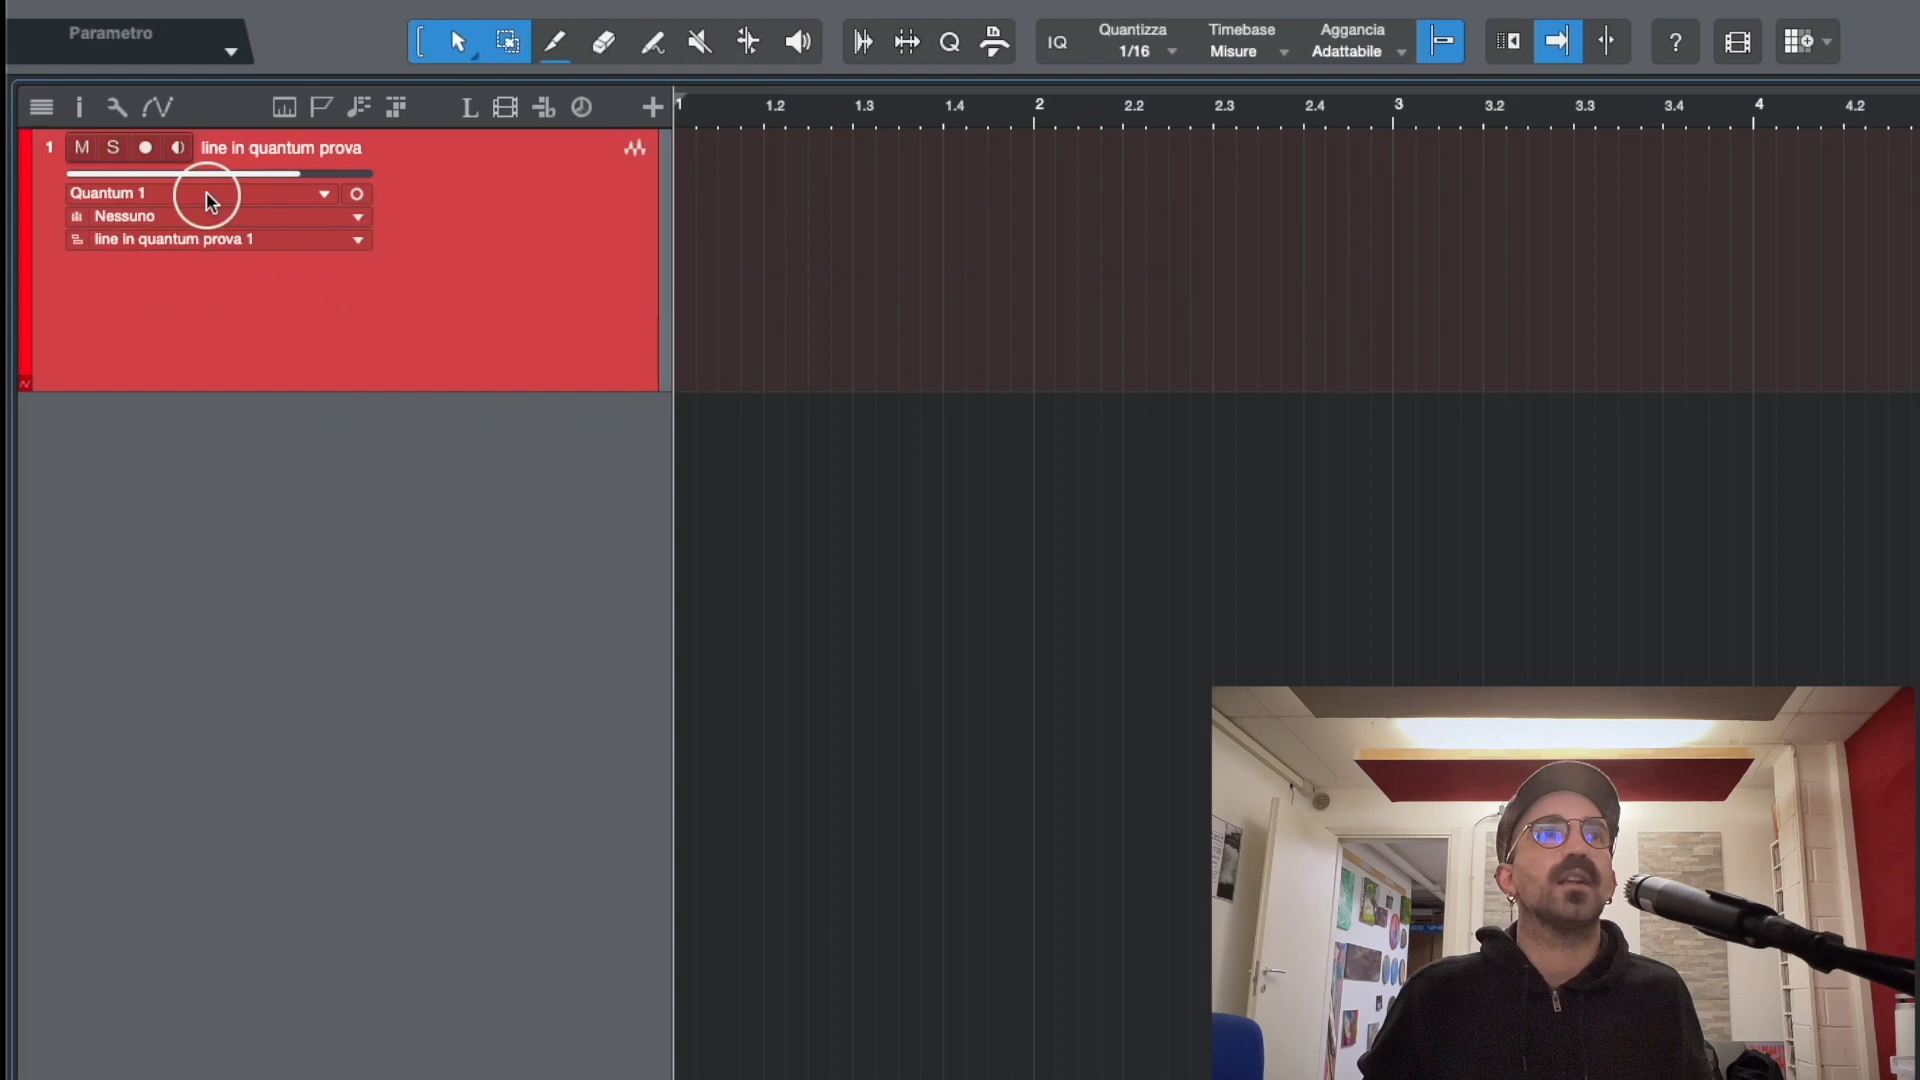 Parametro
IQ
Quantizza
1/16
Timebase
Misure
Aggancia
Adattabile
?
L
1
1.2
1.3
1.4
2
2.2
2.3
2.4
3
3.2
3.3
3.4
4
4.2
1
M
S
line in quantum prova
Quantum 1
Nessuno
line in quantum prova 1